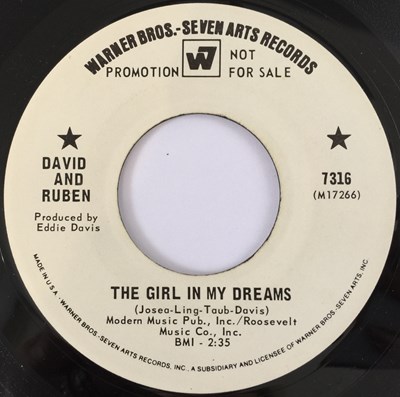 WARNER BROS.-SEVEN ARTS RECORDS
PROMOTION W7 NOT FOR SALE
DAVID AND RUBEN
Produced by Eddie Davis
7316
(M17266)
THE GIRL IN MY DREAMS
(Josea-Ling-Taub-Davis)
Modern Music Pub., Inc./Roosevelt
Music Co., Inc.
BMI - 2:35
MADE IN U.S.A. · WARNER BROS.-SEVEN ARTS RECORDS, INC., A SUBSIDIARY AND LICENSEE OF WARNER BROS.-SEVEN ARTS, INC.